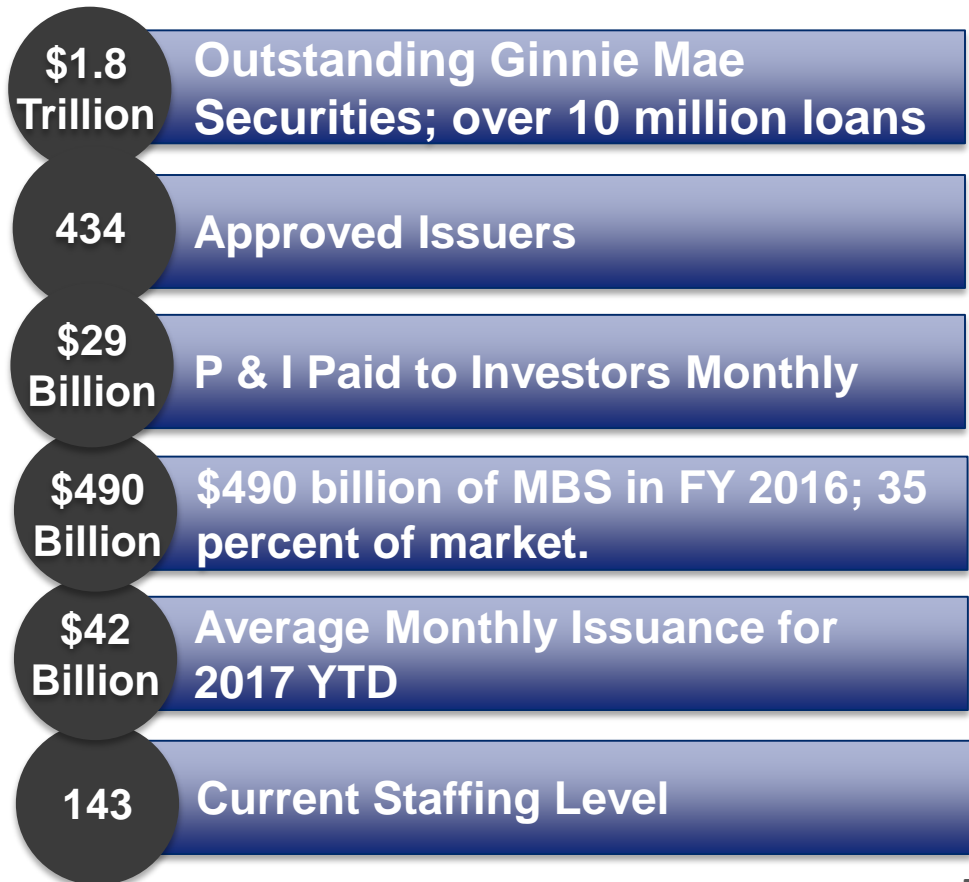 $1.8
Trillion
Outstanding Ginnie Mae
Securities; over 10 million loans
434
Approved Issuers
$29
Billion
P & I Paid to Investors Monthly
$490
Billion
$490 billion of MBS in FY 2016; 35
percent of market.
$42
Billion
Average Monthly Issuance for
2017 YTD
143
Current Staffing Level